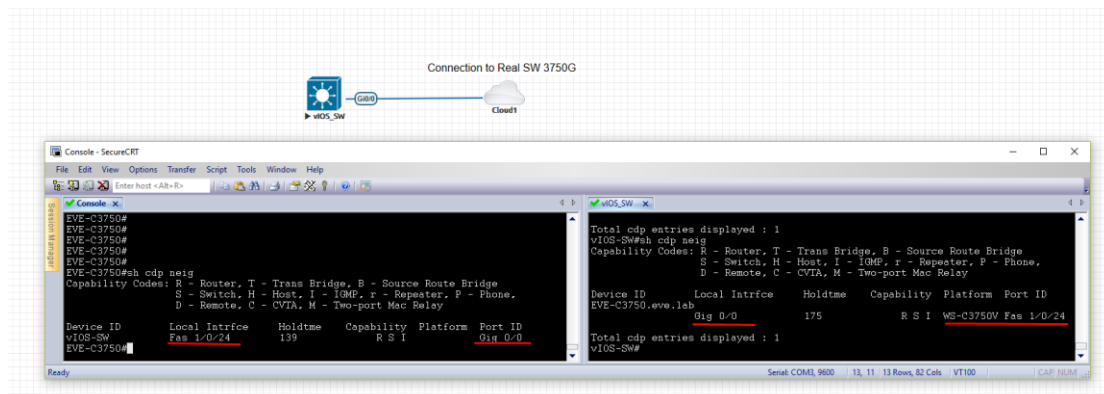 Connection to Real SW 3750G
Gi0/0
vIOS_SW
Cloud1
Console - SecureCRT
File Edit View Options Transfer Script Tools Window Help
Enter host <Alt+R>
Session Manager
Console x
EVE-C3750#
EVE-C3750#
EVE-C3750#
EVE-C3750#
EVE-C3750#
EVE-C3750#sh cdp neig
Capability Codes: R - Router, T - Trans Bridge, B - Source Route Bridge
S - Switch, H - Host, I - IGMP, r - Repeater, P - Phone,
D - Remote, C - CVTA, M - Two-port Mac Relay
Device ID Local Intrfce Holdtme Capability Platform Port ID
vIOS-SW Fas 1/0/24 139 R S I Gig 0/0
EVE-C3750#
vIOS_SW x
Total cdp entries displayed : 1
vIOS-SW#sh cdp neig
Capability Codes: R - Router, T - Trans Bridge, B - Source Route Bridge
S - Switch, H - Host, I - IGMP, r - Repeater, P - Phone,
D - Remote, C - CVTA, M - Two-port Mac Relay
Device ID Local Intrfce Holdtme Capability Platform Port ID
EVE-C3750.eve.lab
Gig 0/0 175 R S I WS-C3750V Fas 1/0/24
Total cdp entries displayed : 1
vIOS-SW#
Ready
Serial: COM3, 9600 13, 11 13 Rows, 82 Cols VT100 CAP NUM